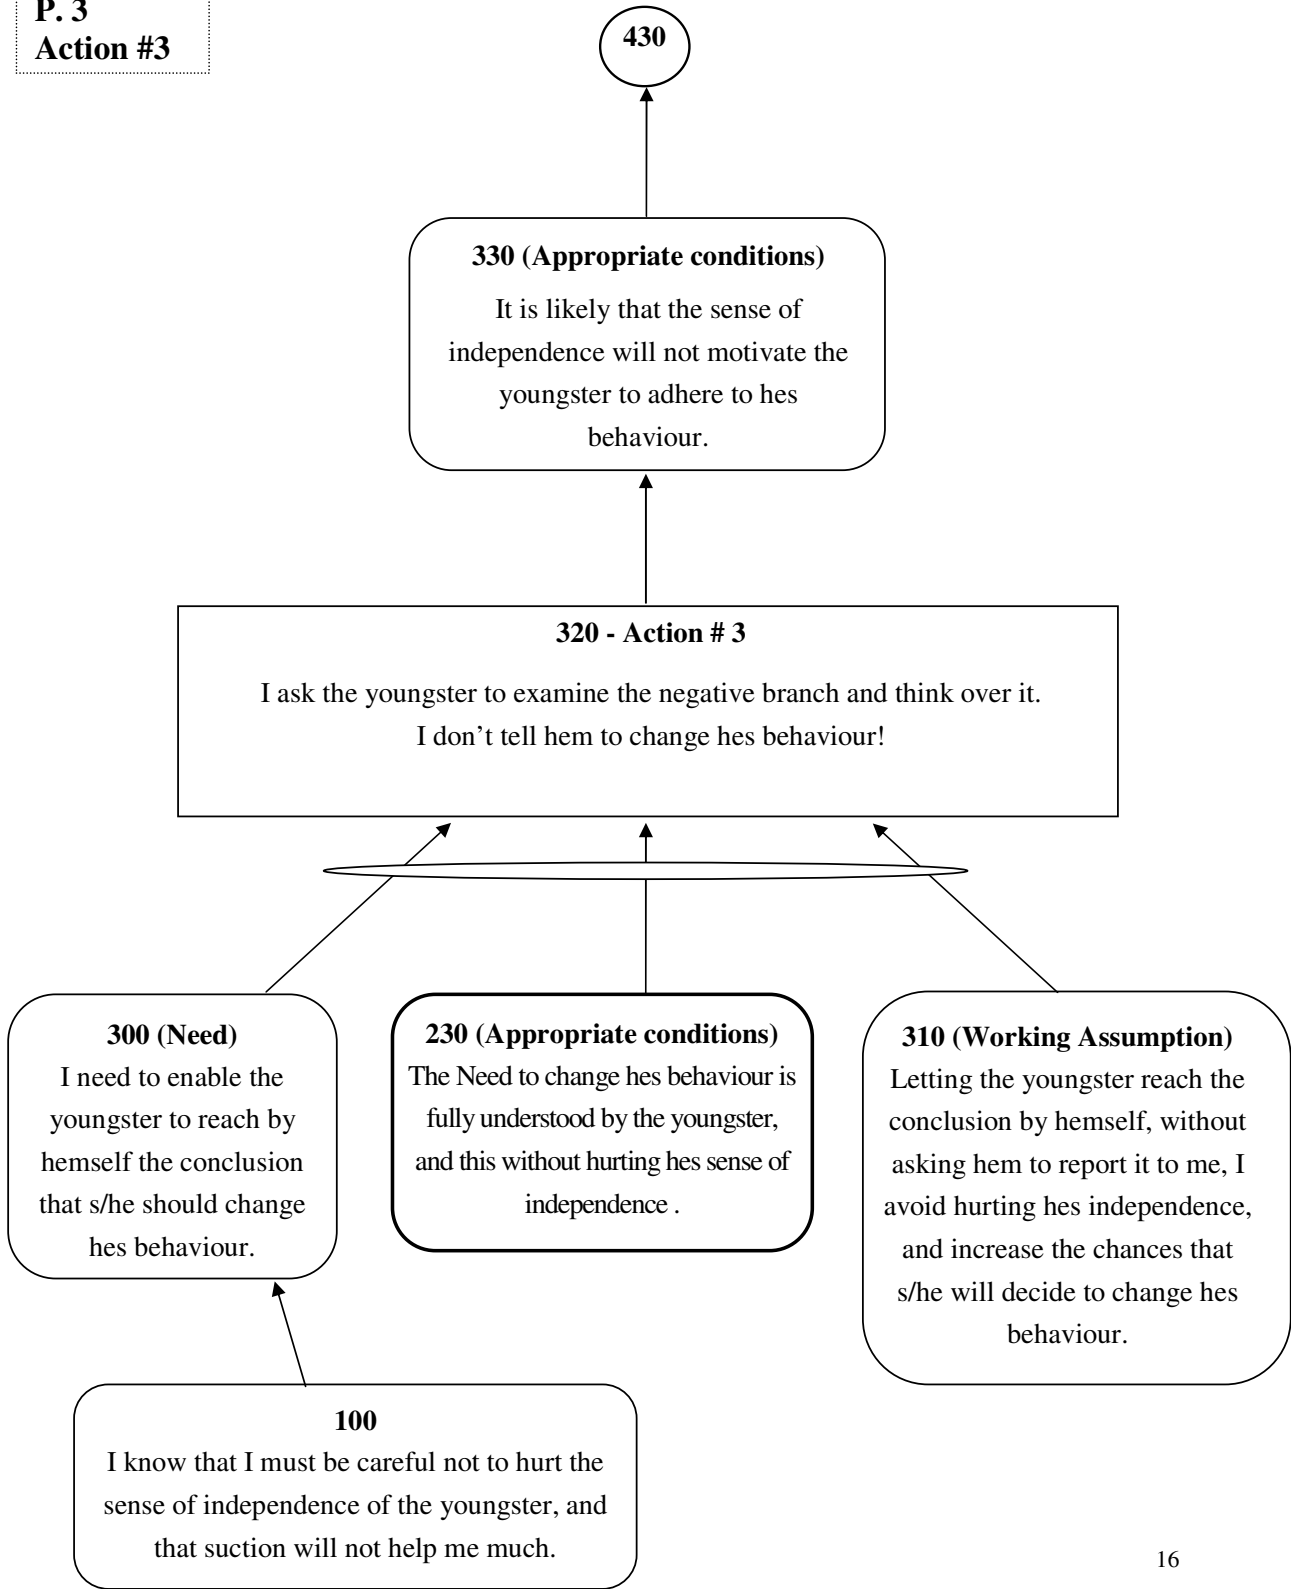 P. 3
Action #3
430
330 (Appropriate conditions)
It is likely that the sense of
independence will not motivate the
youngster to adhere to hes
behaviour.
320 - Action # 3
I ask the youngster to examine the negative branch and think over it.
I don’t tell hem to change hes behaviour!
300 (Need)
I need to enable the
youngster to reach by
hemself the conclusion
that s/he should change
hes behaviour.
230 (Appropriate conditions)
The Need to change hes behaviour is
fully understood by the youngster,
and this without hurting hes sense of
independence .
310 (Working Assumption)
Letting the youngster reach the
conclusion by hemself, without
asking hem to report it to me, I
avoid hurting hes independence,
and increase the chances that
s/he will decide to change hes
behaviour.
100
I know that I must be careful not to hurt the
sense of independence of the youngster, and
that suction will not help me much.
16